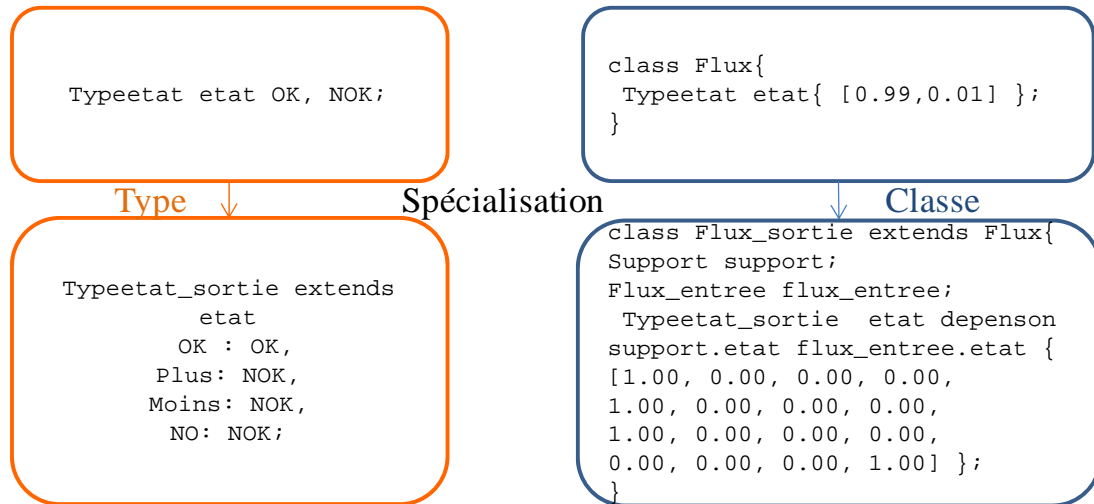 Typeetat etat OK, NOK;
class Flux{
Typeetat etat{ [0.99,0.01] };
}
Type
Spécialisation
Classe
Typeetat_sortie extends
etat
OK : OK,
Plus: NOK,
Moins: NOK,
NO: NOK;
class Flux_sortie extends Flux{
Support support;
Flux_entree flux_entree;
Typeetat_sortie  etat depenson
support.etat flux_entree.etat {
[1.00, 0.00, 0.00, 0.00,
1.00, 0.00, 0.00, 0.00,
1.00, 0.00, 0.00, 0.00,
0.00, 0.00, 0.00, 1.00] };
}